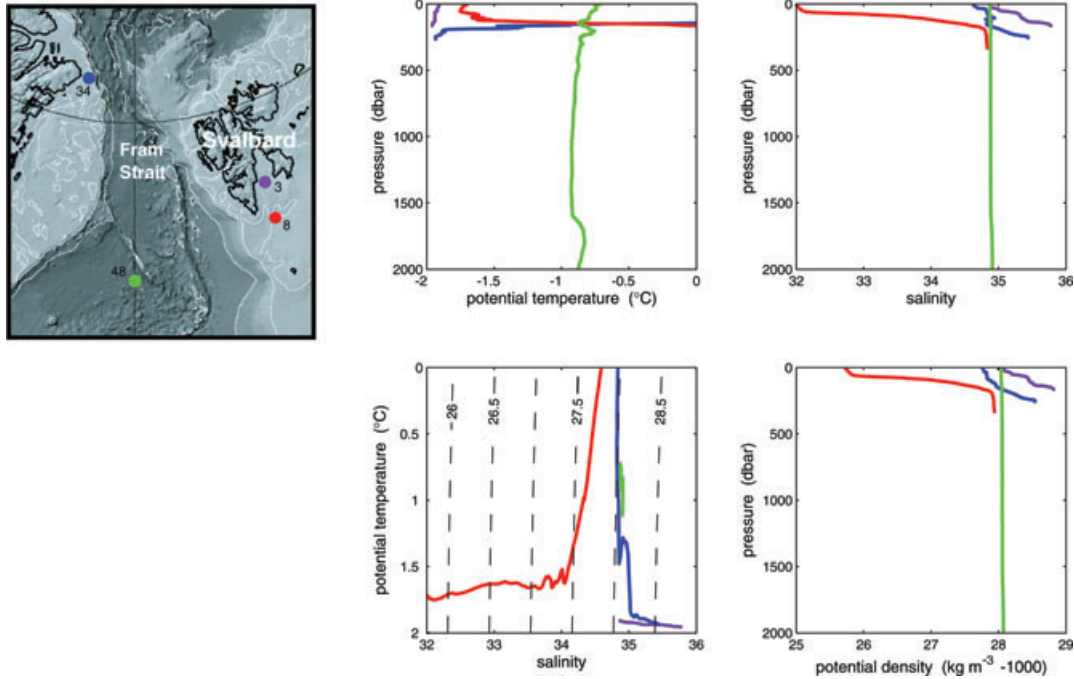 34
Svalbard
Fram
Strait
3
8
48
0
500
1000
1500
2000
pressure (dbar)
-2 -1.5 -1 -0.5 0
potential temperature (°C)
0
500
1000
1500
2000
pressure (dbar)
32 33 34 35 36
salinity
0
0.5
1
1.5
2
potential temperature (°C)
26 26.5 27.5 28.5
32 33 34 35 36
salinity
0
500
1000
1500
2000
pressure (dbar)
25 26 27 28 29
potential density (kg m⁻³ -1000)